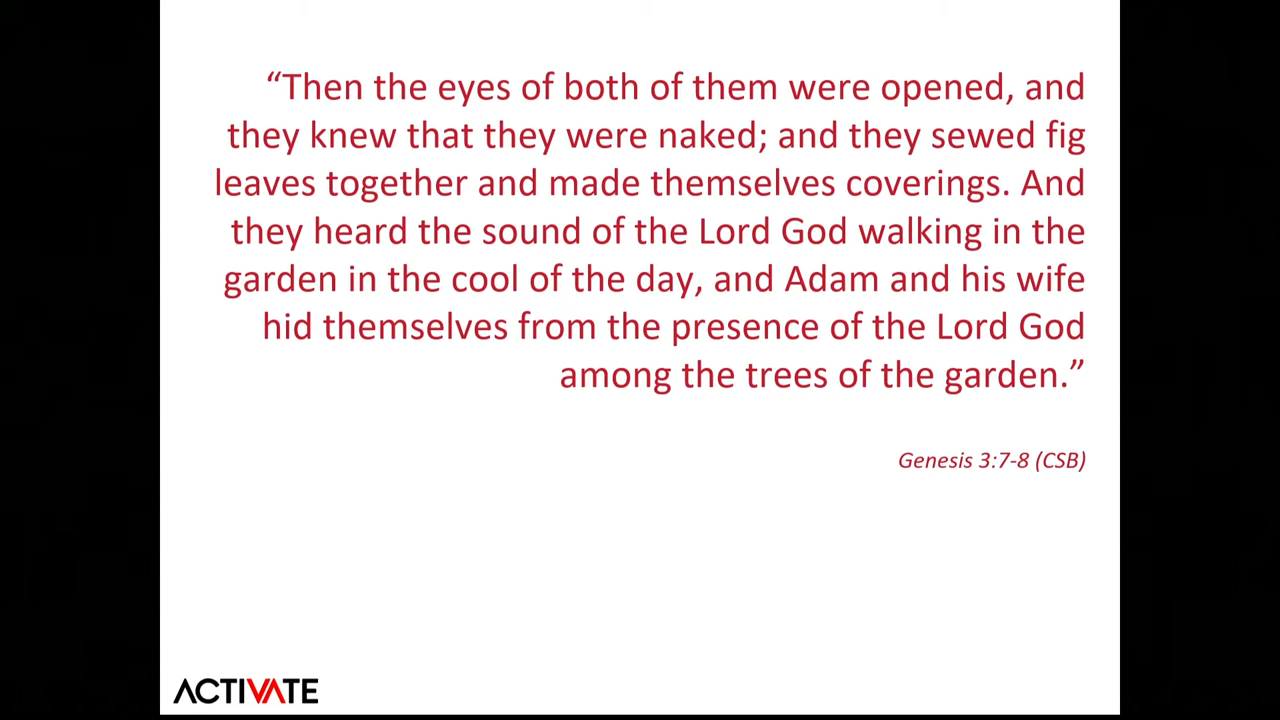 “Then the eyes of both of them were opened, and
they knew that they were naked; and they sewed fig
leaves together and made themselves coverings. And
they heard the sound of the Lord God walking in the
garden in the cool of the day, and Adam and his wife
hid themselves from the presence of the Lord God
among the trees of the garden.”
Genesis 3:7-8 (CSB)
ACTIVATE